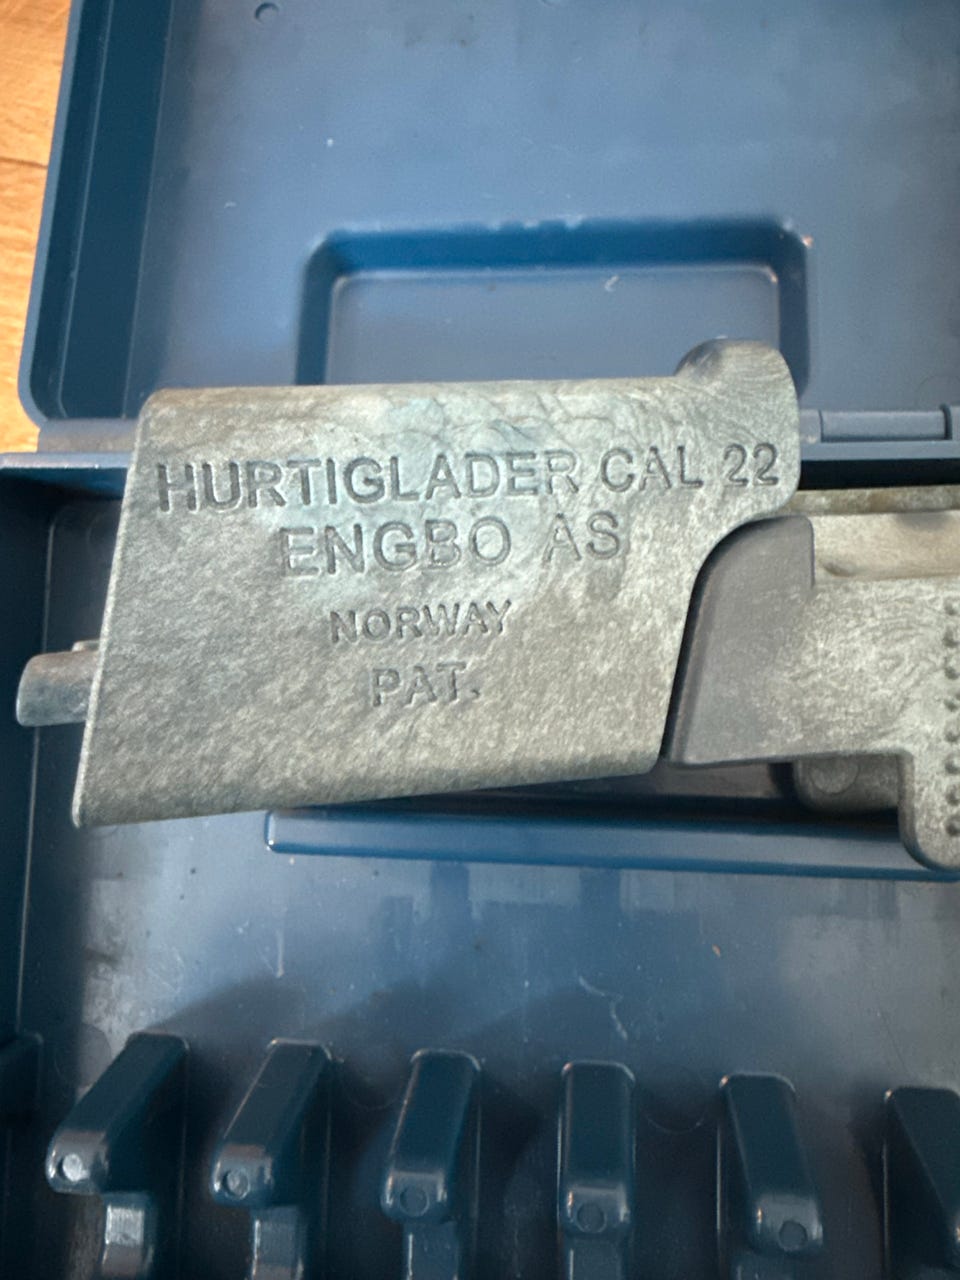 HURTIGLADER CAL 22
ENGBO AS
NORWAY
PAT.